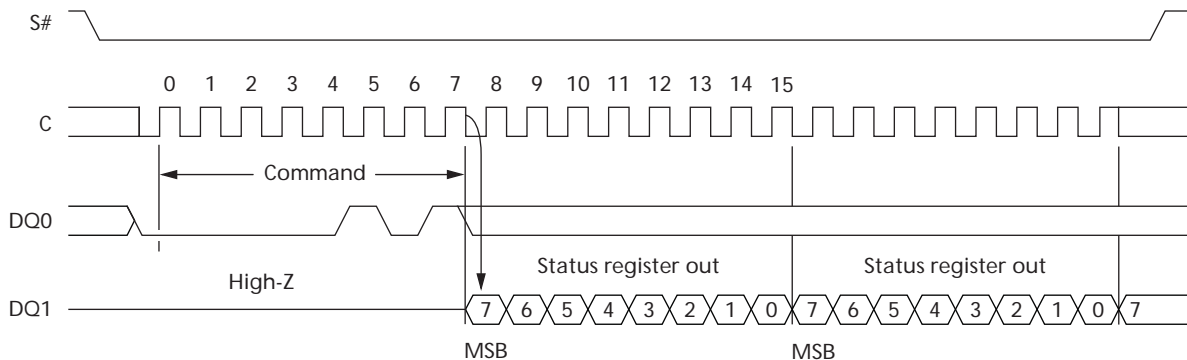 S#
0 1 2 3 4 5 6 7 8 9 10 11 12 13 14 15
C
Command
DQ0
High-Z
Status register out Status register out
DQ1
7 6 5 4 3 2 1 0 7 6 5 4 3 2 1 0 7
MSB MSB